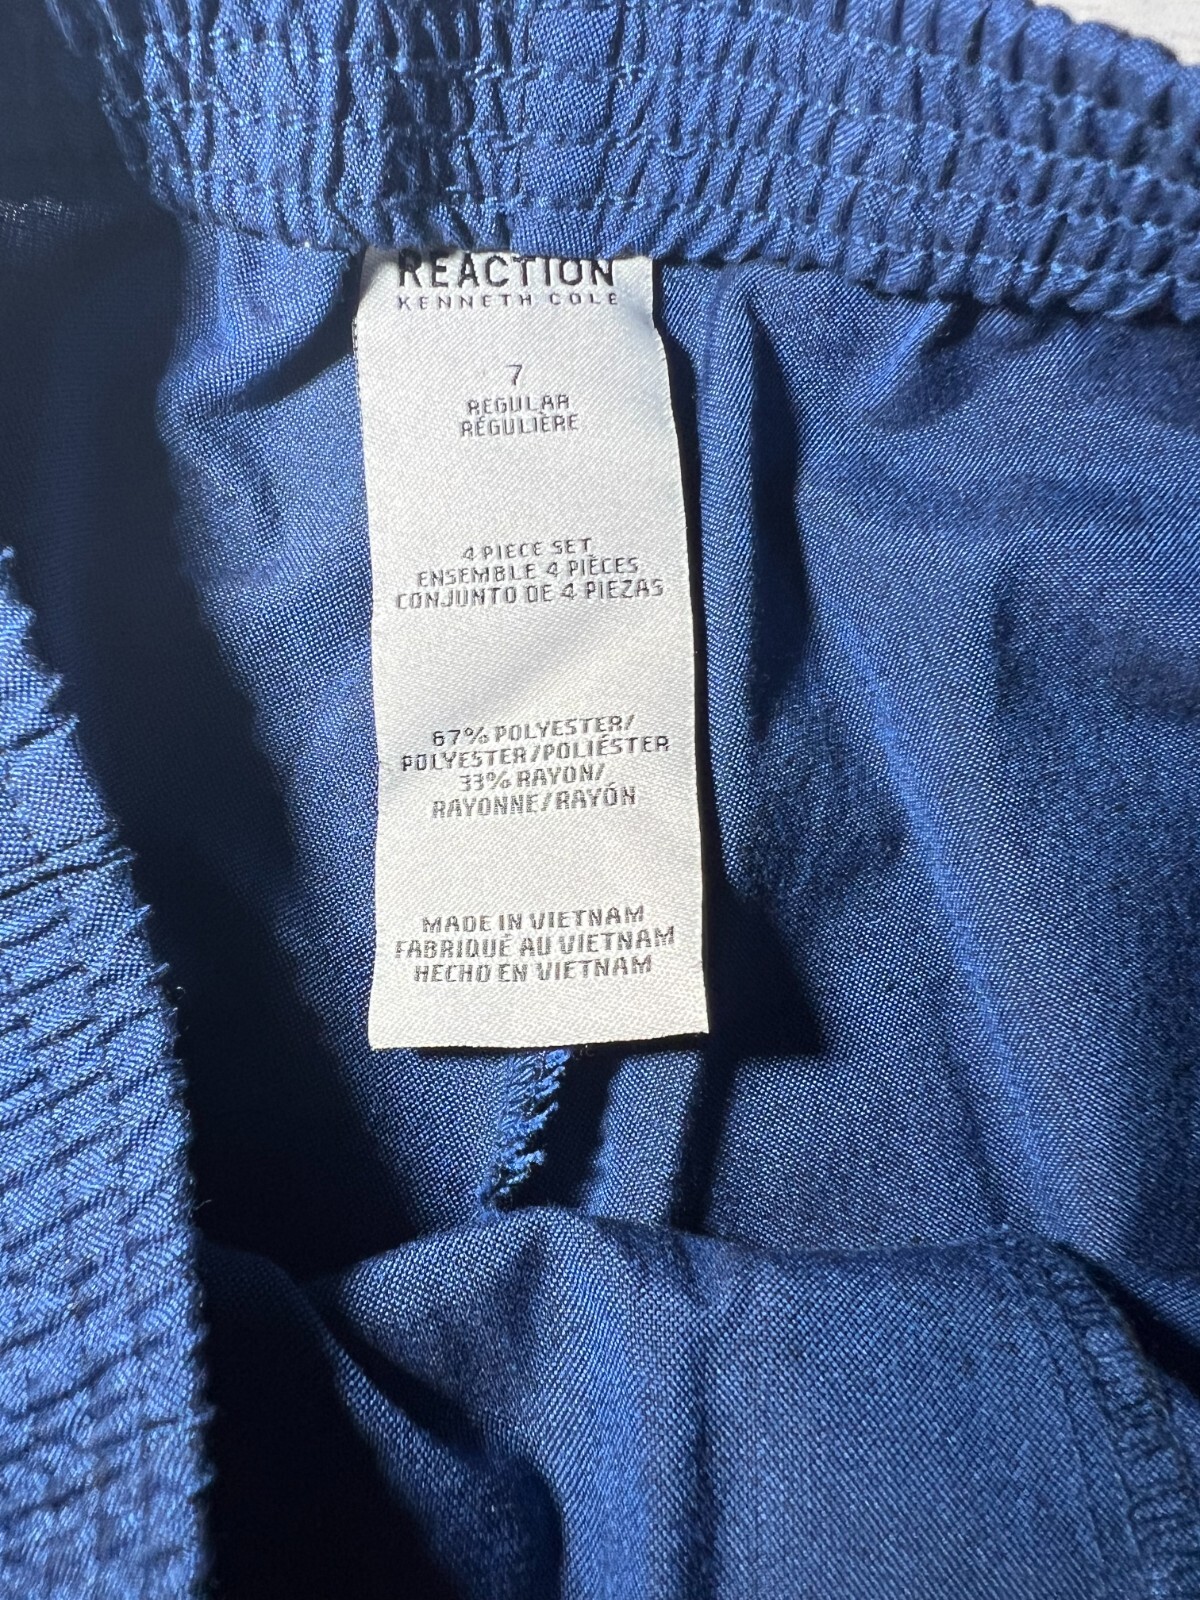 REACTION
KENNETH COLE
7
REGULAR
RÉGULIÈRE
4 PIECE SET
ENSEMBLE 4 PIÈCES
CONJUNTO DE 4 PIEZAS
67% POLYESTER/
POLYESTER/POLIÉSTER
33% RAYON/
RAYONNE/RAYÓN
MADE IN VIETNAM
FABRIQUÉ AU VIETNAM
HECHO EN VIETNAM